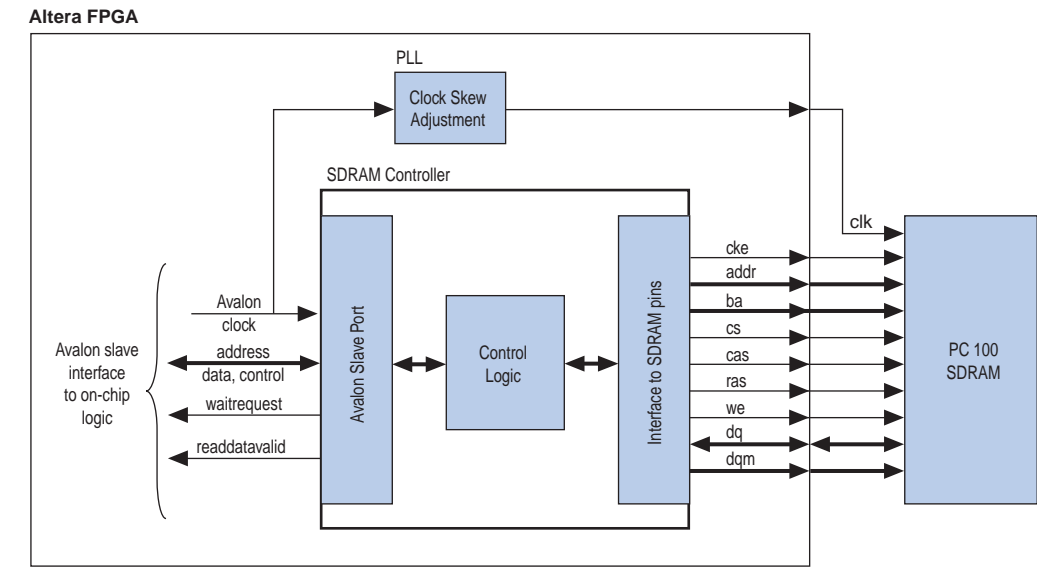 Altera FPGA
PLL
Clock Skew
Adjustment
SDRAM Controller
clk
cke
addr
ba
cs
cas
ras
we
dq
dqm
Avalon
clock
address
data, control
waitrequest
readdatavalid
Avalon slave
interface
to on-chip
logic
Avalon Slave Port
Control
Logic
Interface to SDRAM pins
PC 100
SDRAM